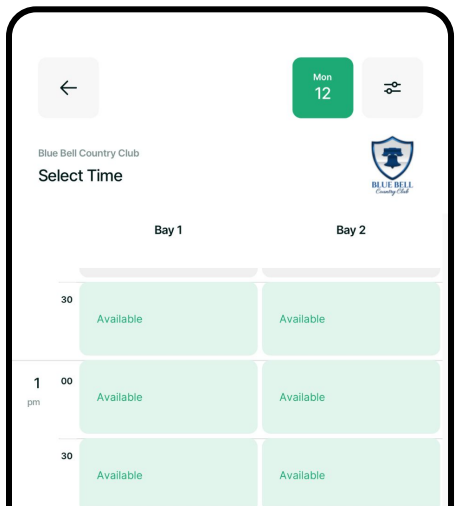 Mon
12
Blue Bell Country Club
Select Time
BLUE BELL
Country Club
Bay 1
Bay 2
30
Available
Available
1
pm
00
Available
Available
30
Available
Available